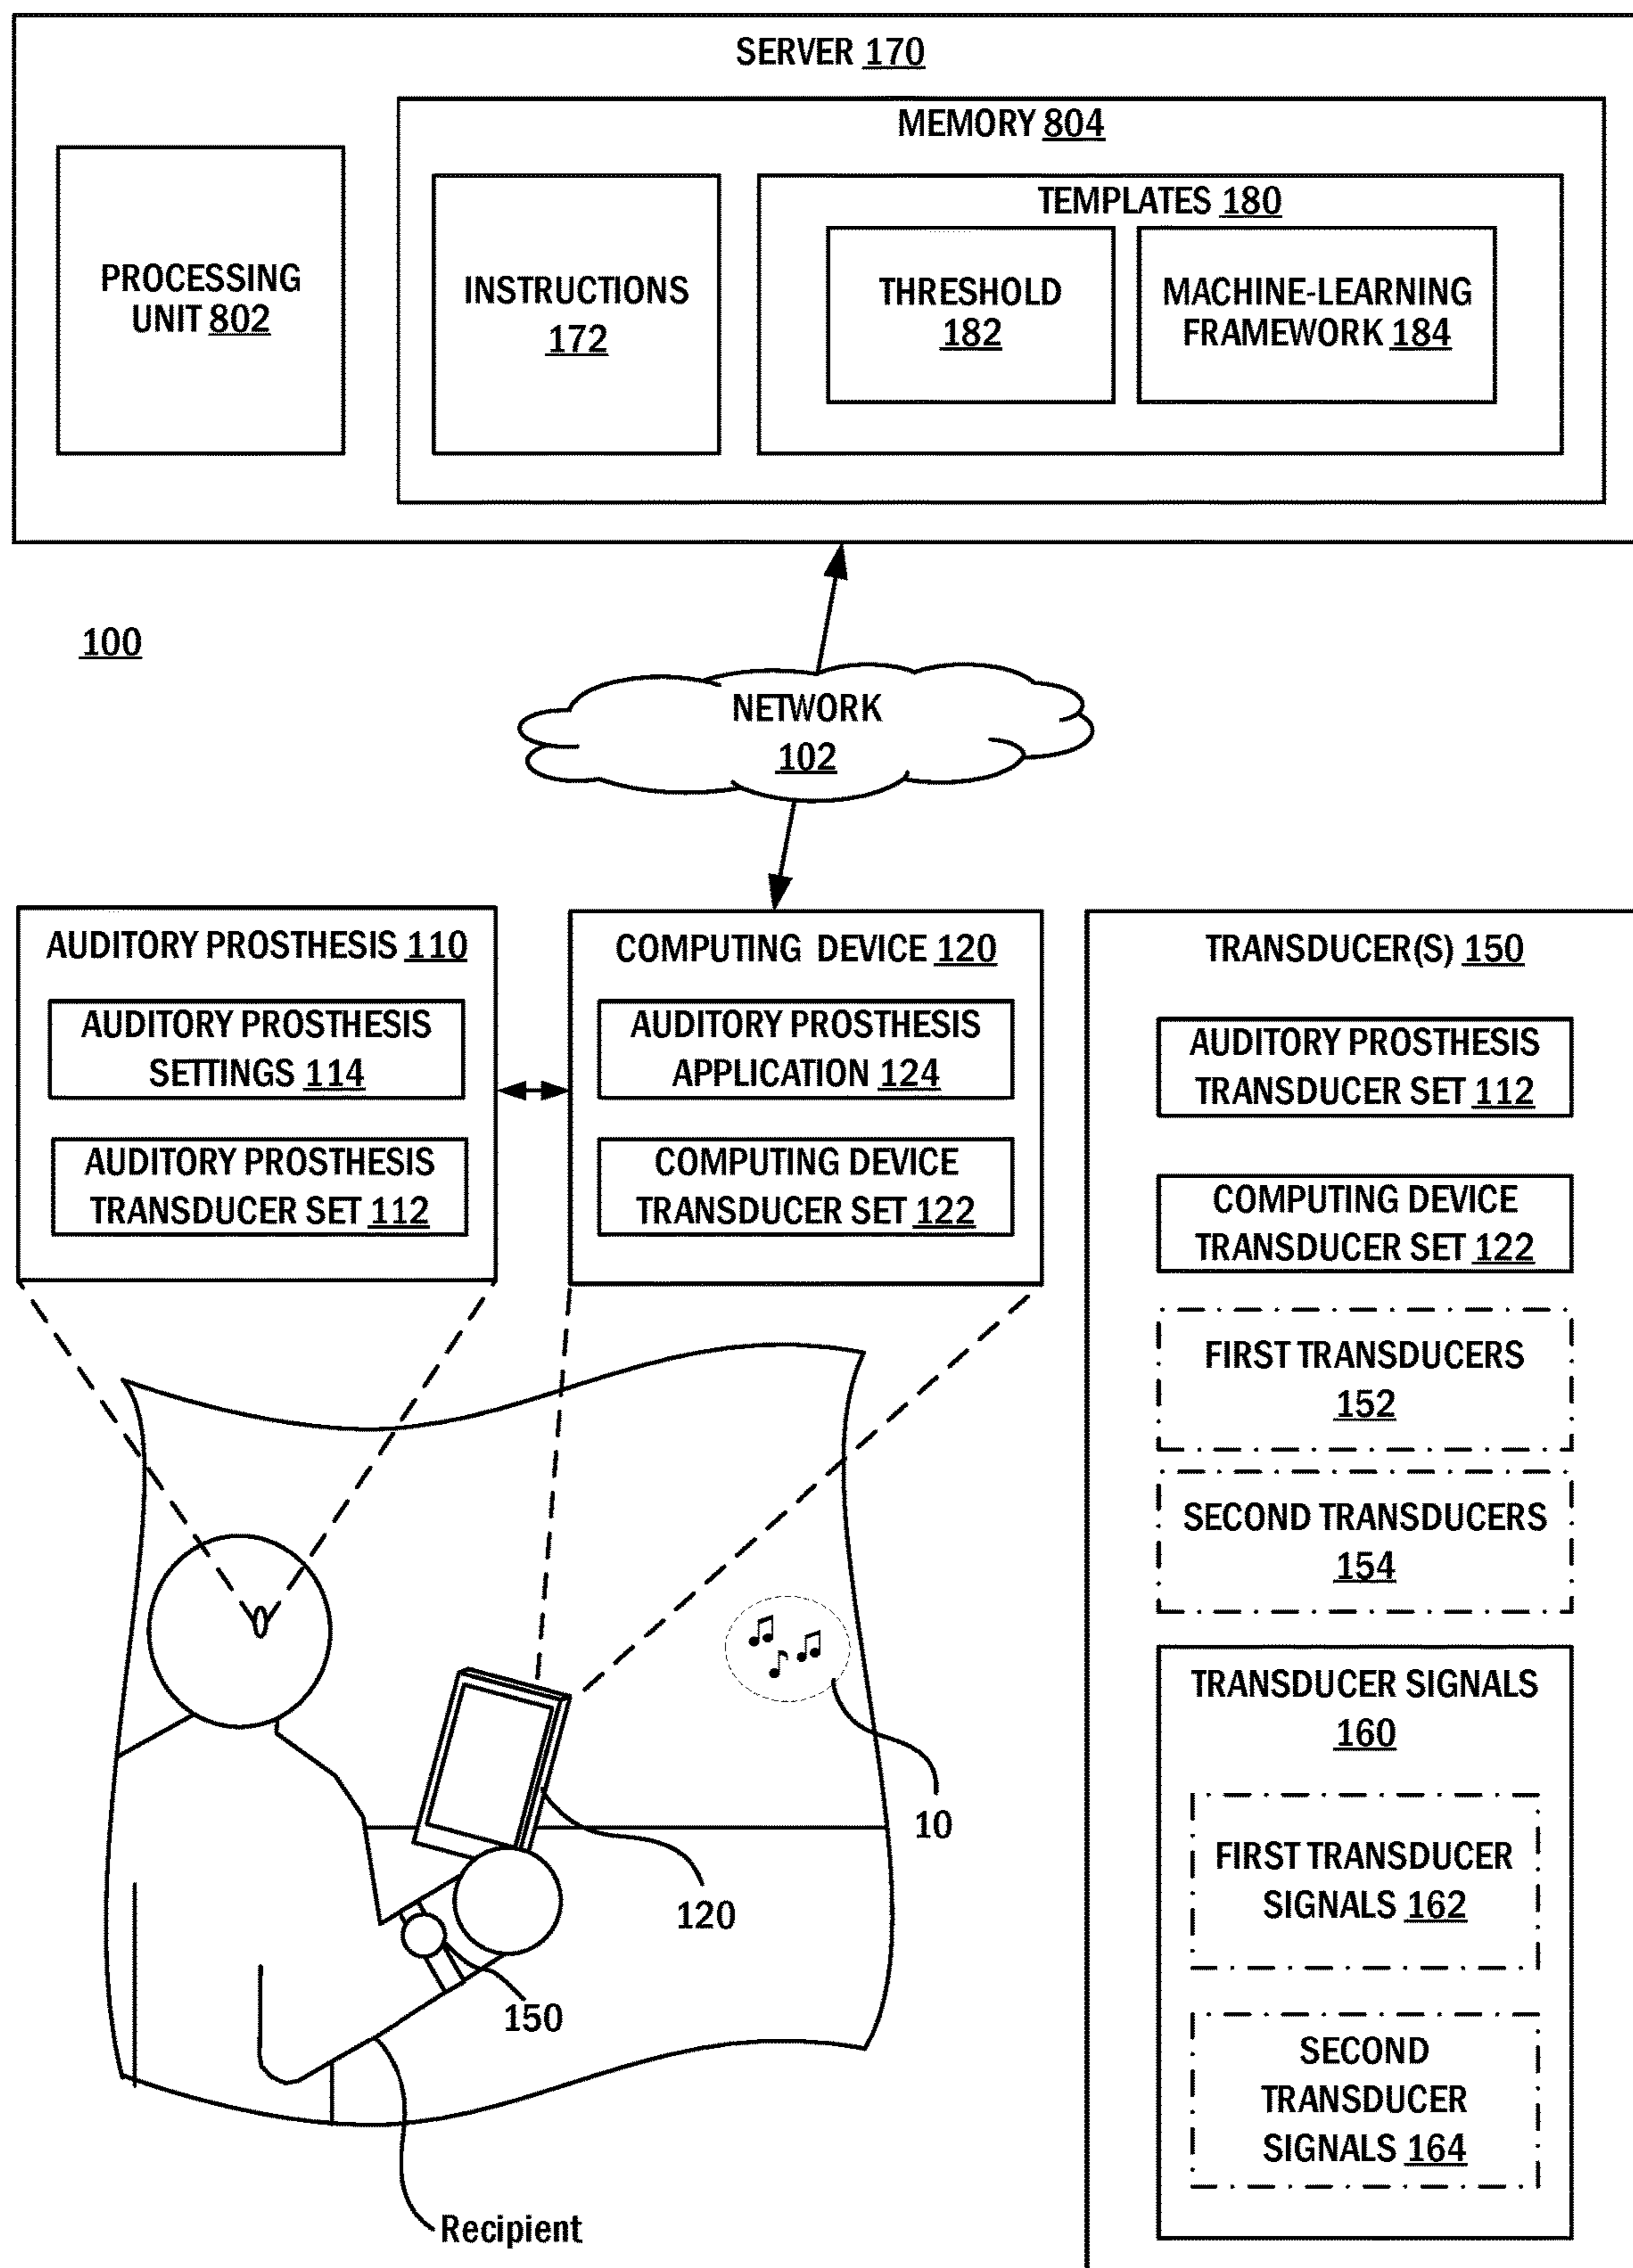 SERVER 170
MEMORY 804
PROCESSING
UNIT 802
INSTRUCTIONS
172
TEMPLATES 180
THRESHOLD
182
MACHINE-LEARNING
FRAMEWORK 184
100
NETWORK
102
AUDITORY PROSTHESIS 110
AUDITORY PROSTHESIS
SETTINGS 114
AUDITORY PROSTHESIS
TRANSDUCER SET 112
COMPUTING DEVICE 120
AUDITORY PROSTHESIS
APPLICATION 124
COMPUTING DEVICE
TRANSDUCER SET 122
TRANSDUCER(S) 150
AUDITORY PROSTHESIS
TRANSDUCER SET 112
COMPUTING DEVICE
TRANSDUCER SET 122
FIRST TRANSDUCERS
152
SECOND TRANSDUCERS
154
TRANSDUCER SIGNALS
160
FIRST TRANSDUCER
SIGNALS 162
SECOND
TRANSDUCER
SIGNALS 164
10
120
150
Recipient